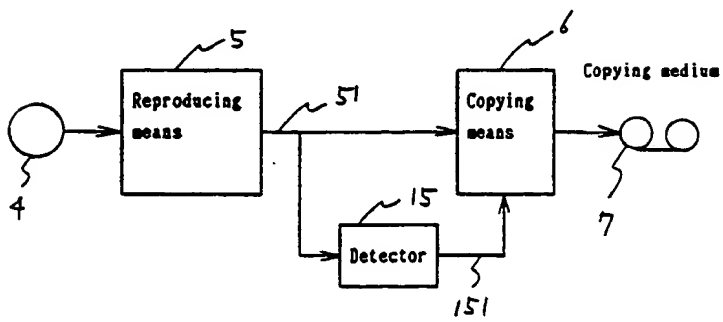 5
6
Copying medium
Reproducing
means
51
Copying
means
4
7
15
Detector
151